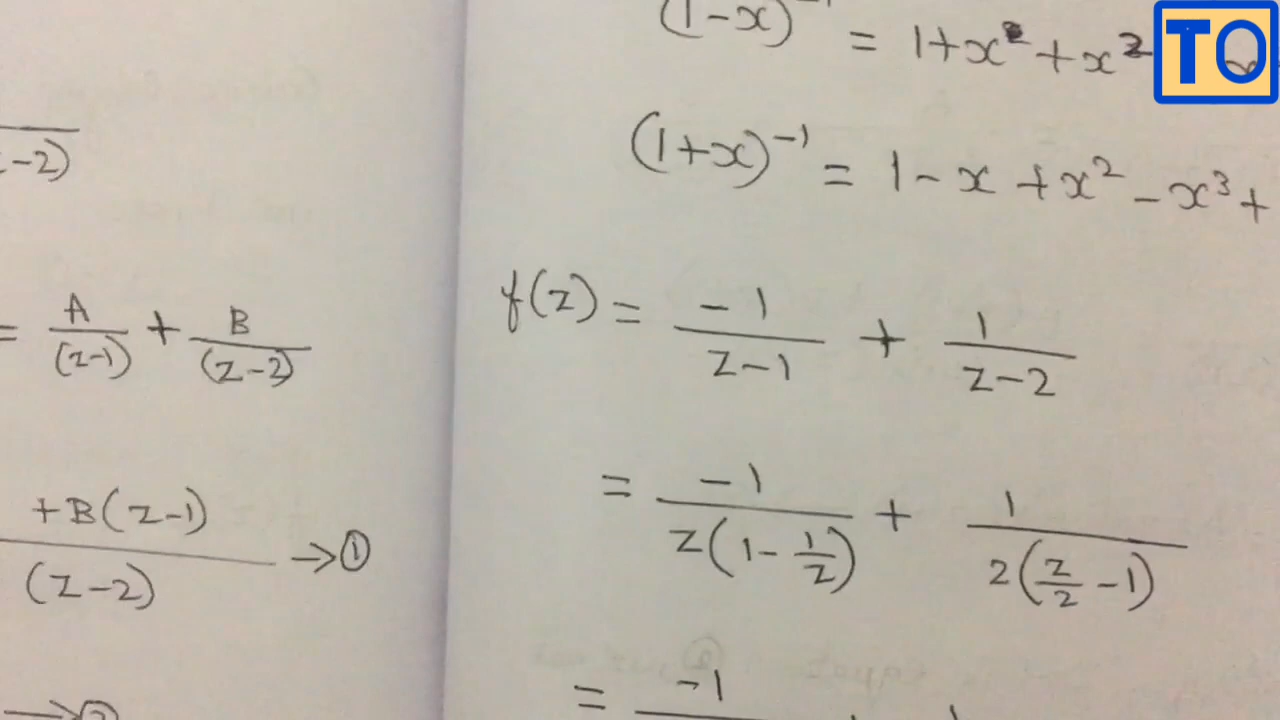 -2)
= A/(z-1) + B/(z-2)
+B(z-1)
(z-2) →①
(1-x)⁻¹ = 1+x + x²
TO
(1+x)⁻¹ = 1 - x + x² - x³ +
f(z) = -1/z-1 + 1/z-2
= -1/z(1-1/z) + 1/2(z/2-1)
= -1